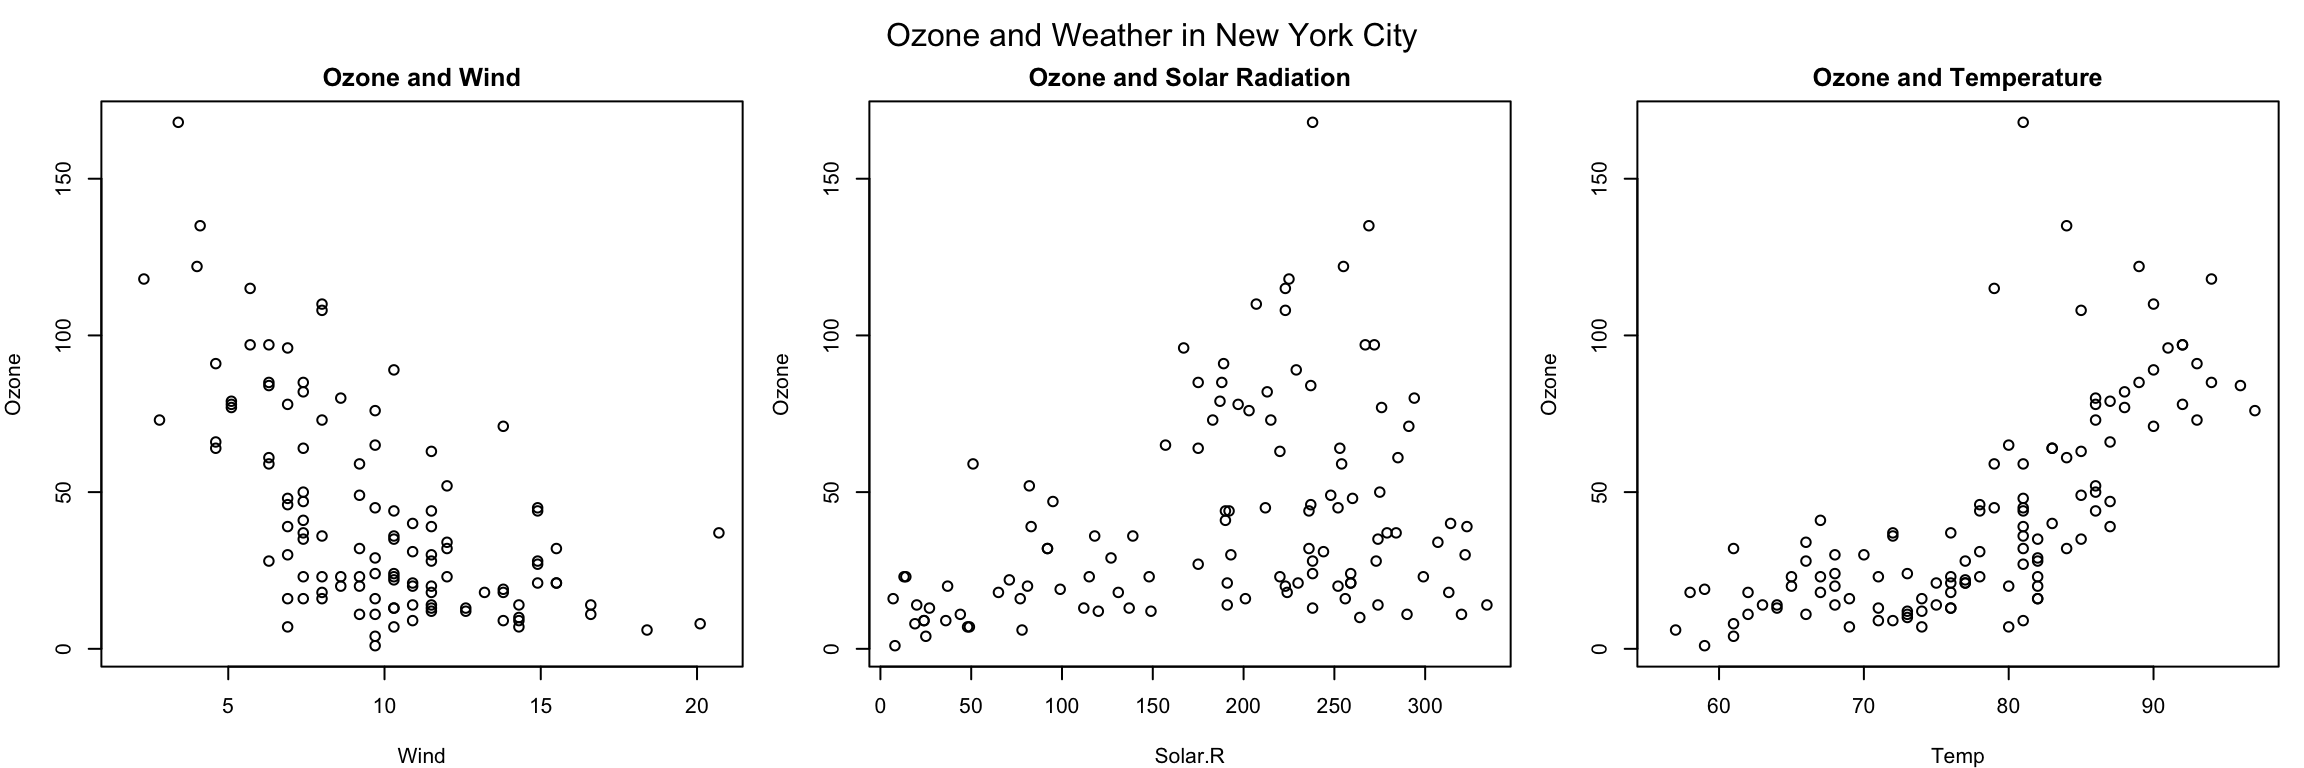 Ozone and Weather in New York City
Ozone and Wind
Ozone
0
50
100
150
5
10
15
20
Wind
Ozone and Solar Radiation
Ozone
0
50
100
150
0
50
100
150
200
250
300
Solar.R
Ozone and Temperature
Ozone
0
50
100
150
60
70
80
90
Temp